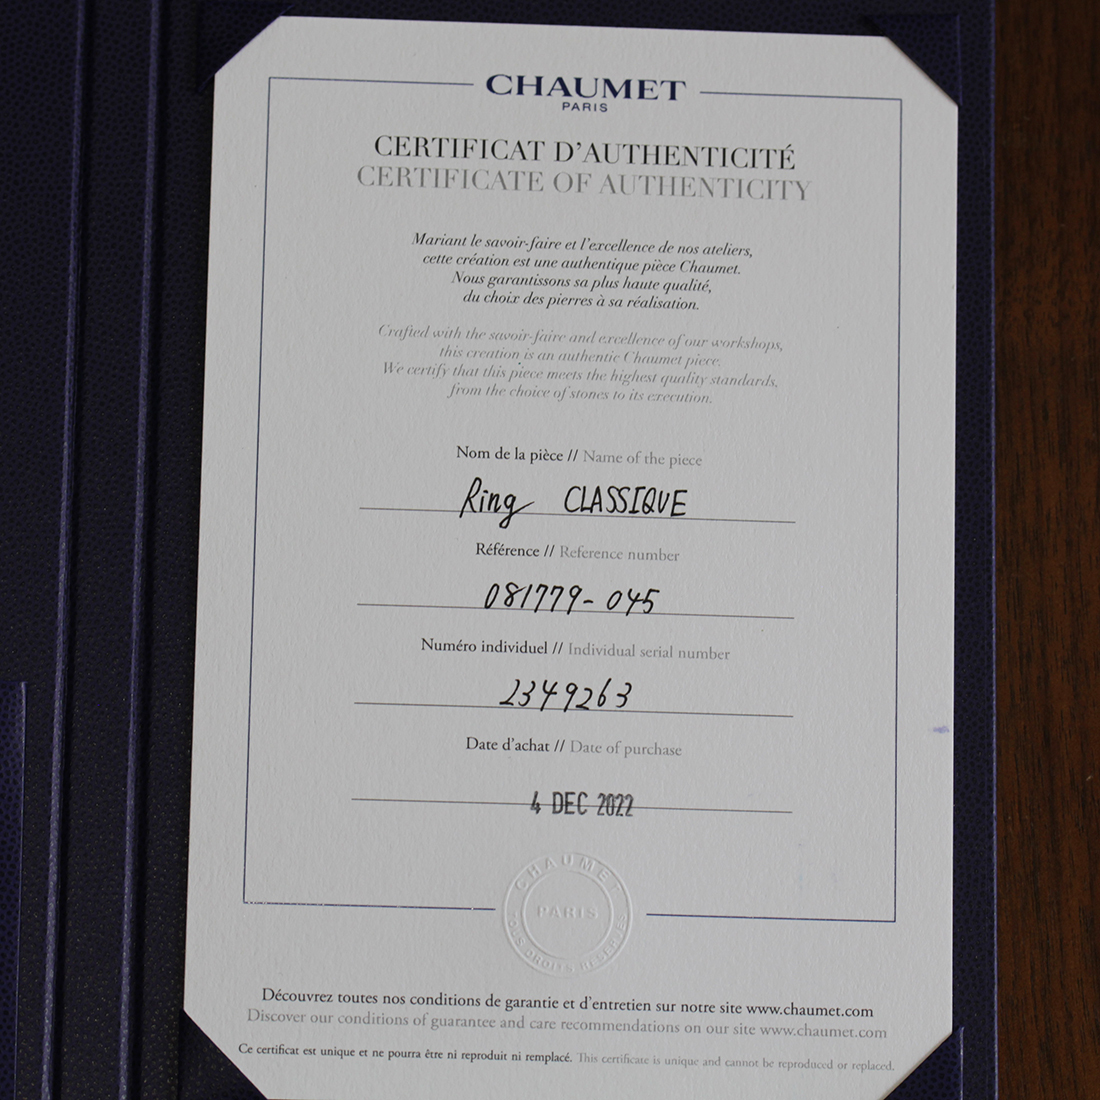 CHAUMET
PARIS
CERTIFICAT D'AUTHENTICITÉ
CERTIFICATE OF AUTHENTICITY
Mariant le savoir-faire et l'excellence de nos ateliers,
cette création est une authentique pièce Chaumet.
Nous garantissons sa plus haute qualité,
du choix des pierres à sa réalisation.
Crafted with the savoir-faire and excellence of our workshops,
this creation is an authentic Chaumet piece.
We certify that this piece meets the highest quality standards,
from the choice of stones to its execution.
Nom de la pièce // Name of the piece
Ring CLASSIQUE
Référence // Reference number
081779-045
Numéro individuel // Individual serial number
2349263
Date d'achat // Date of purchase
4 DEC 2022
CHAUMET
PARIS
DROITS RÉSERVÉS
Découvrez toutes nos conditions de garantie et d'entretien sur notre site www.chaumet.com
Discover our conditions of guarantee and care recommendations on our site www.chaumet.com
Ce certificat est unique et ne pourra être ni reproduit ni remplacé. This certificate is unique and cannot be reproduced or replaced.